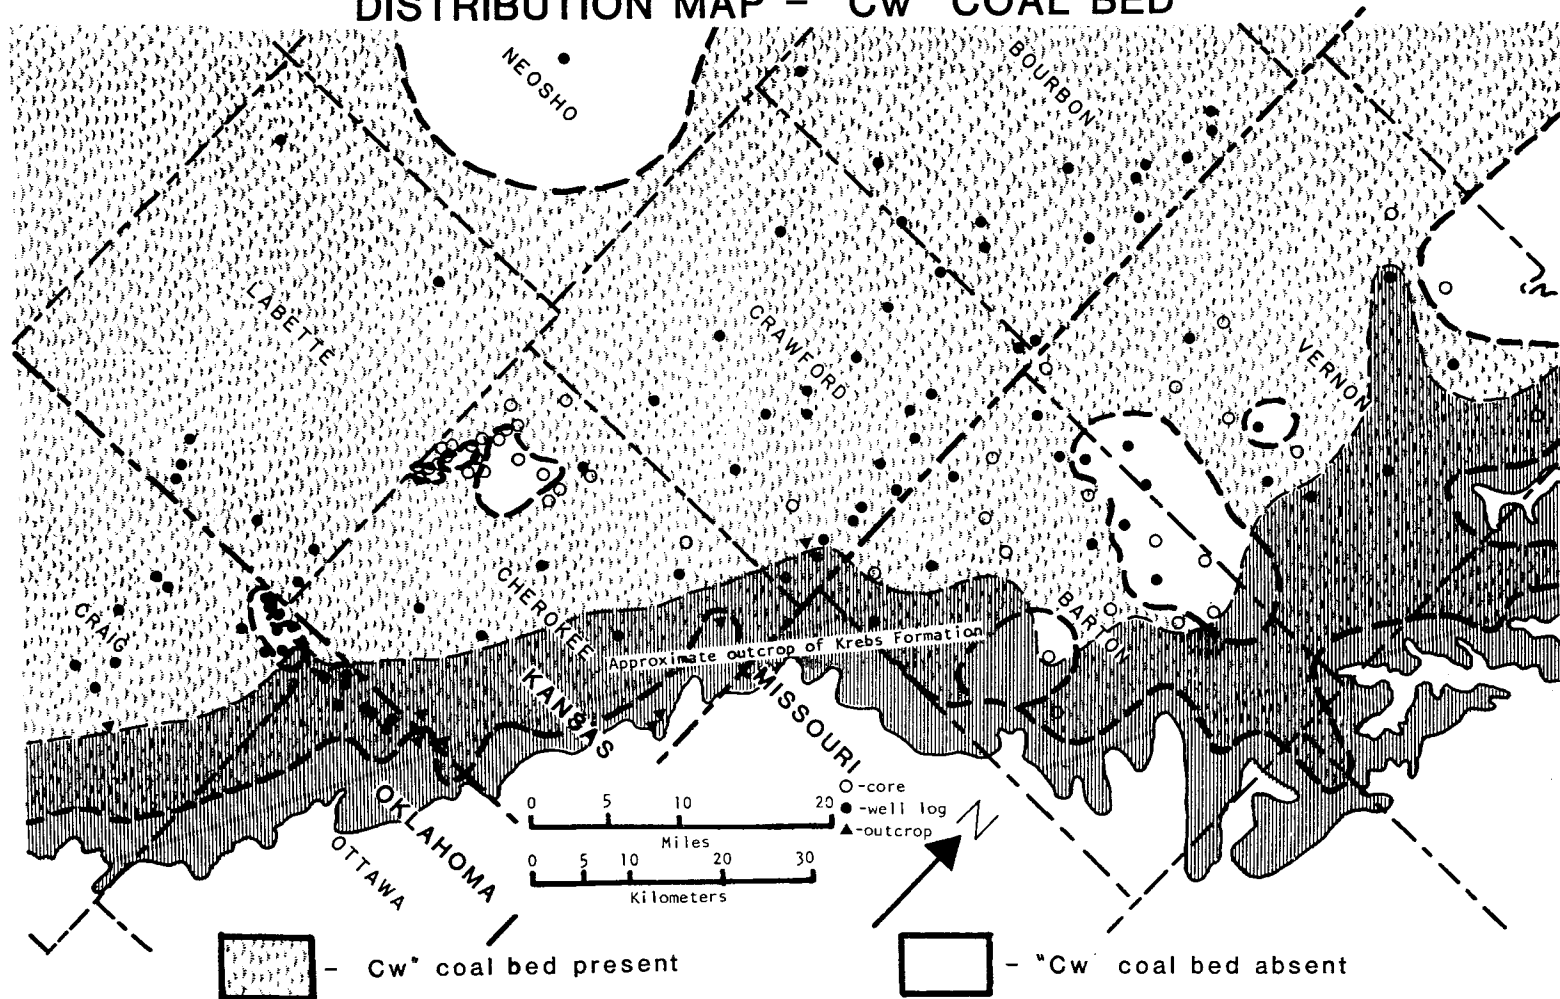 DISTRIBUTION MAP - "Cw" COAL BED
NEOSHO
BOURBON
LABETTE
CRAWFORD
VERNON
CRAIG
CHEROKEE
BARTON
Approximate outcrop of Krebs Formation
KANSAS
MISSOURI
OKLAHOMA
OTTAWA
0 5 10 20
Miles
0 5 10 20 30
Kilometers
-core
-well log
-outcrop
N
- Cw" coal bed present
- "Cw coal bed absent